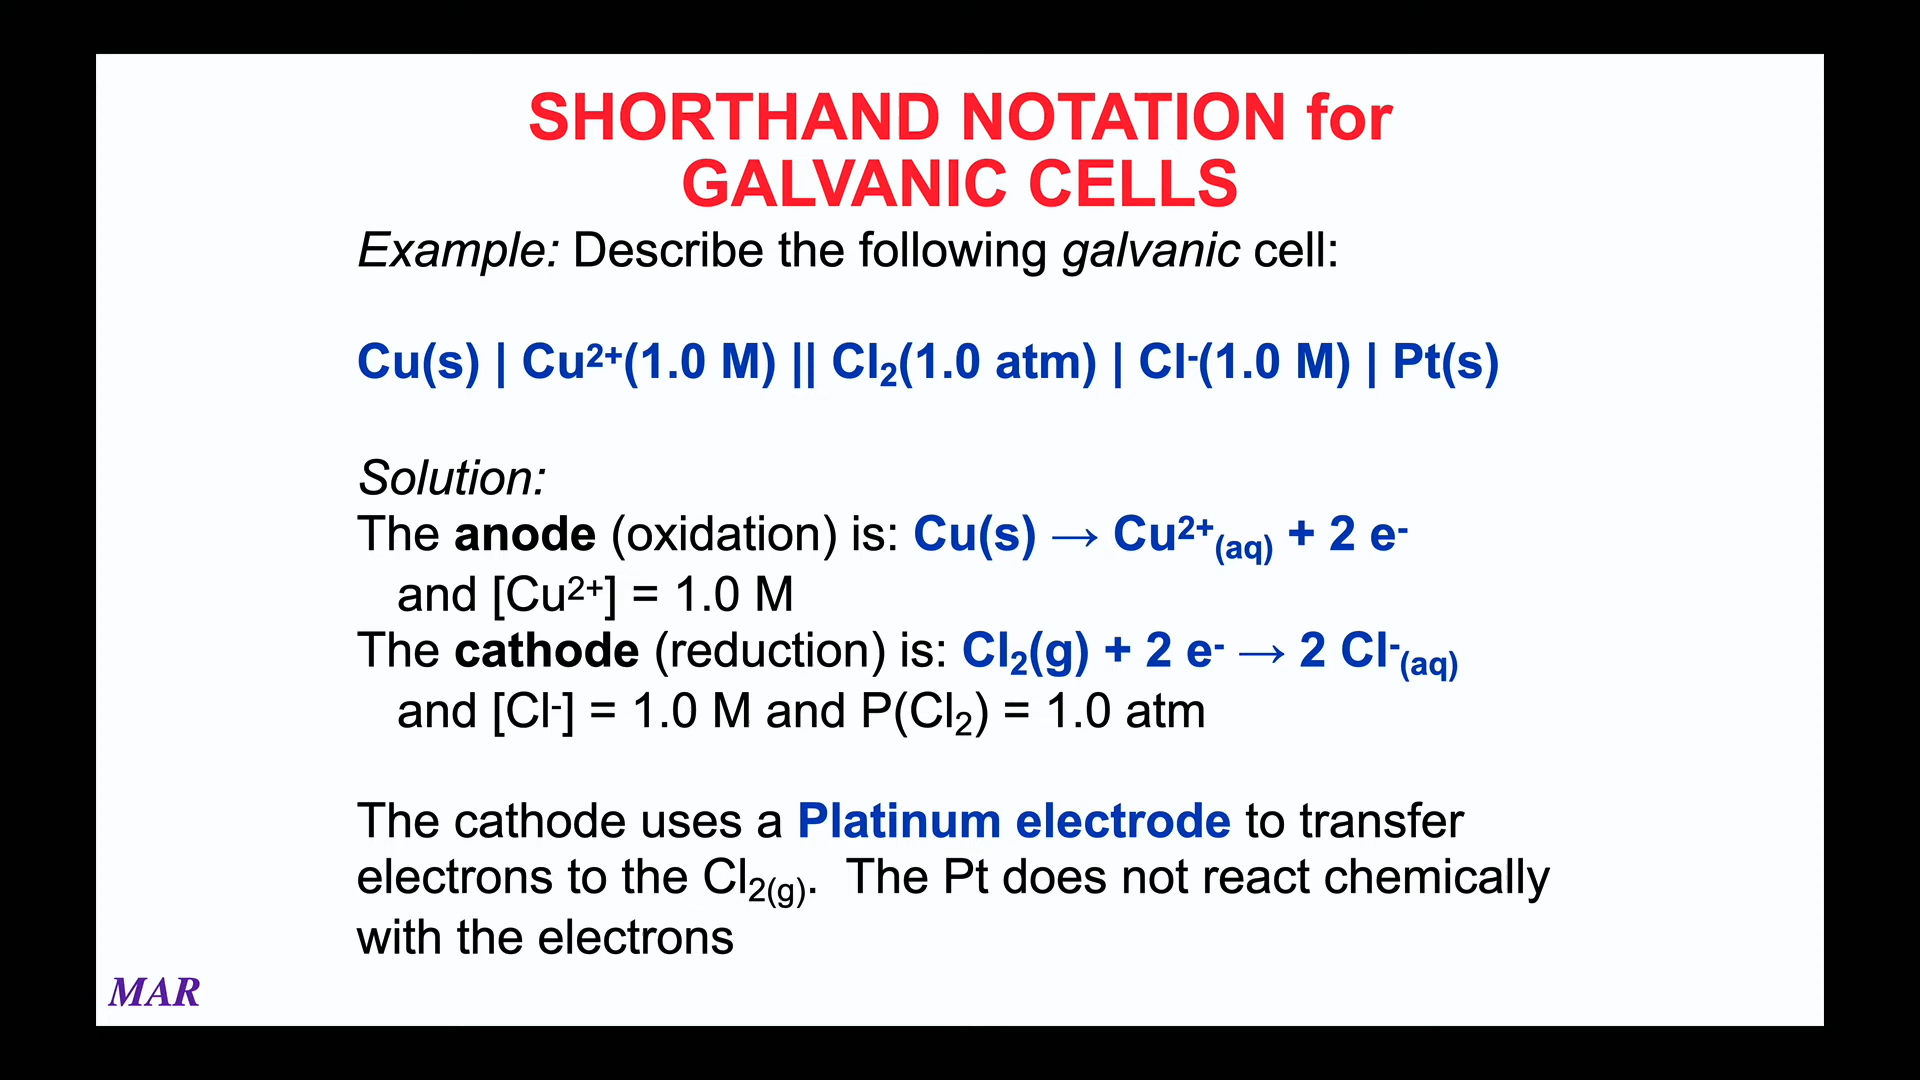 SHORTHAND NOTATION for
GALVANIC CELLS
Example: Describe the following galvanic cell:
Cu(s) | Cu²⁺(1.0 M) || Cl₂(1.0 atm) | Cl⁻(1.0 M) | Pt(s)
Solution:
The anode (oxidation) is: Cu(s) → Cu²⁺₍aq₎ + 2 e⁻
and [Cu²⁺] = 1.0 M
The cathode (reduction) is: Cl₂(g) + 2 e⁻ → 2 Cl⁻₍aq₎
and [Cl⁻] = 1.0 M and P(Cl₂) = 1.0 atm
The cathode uses a Platinum electrode to transfer
electrons to the Cl₂₍g₎. The Pt does not react chemically
with the electrons
MAR